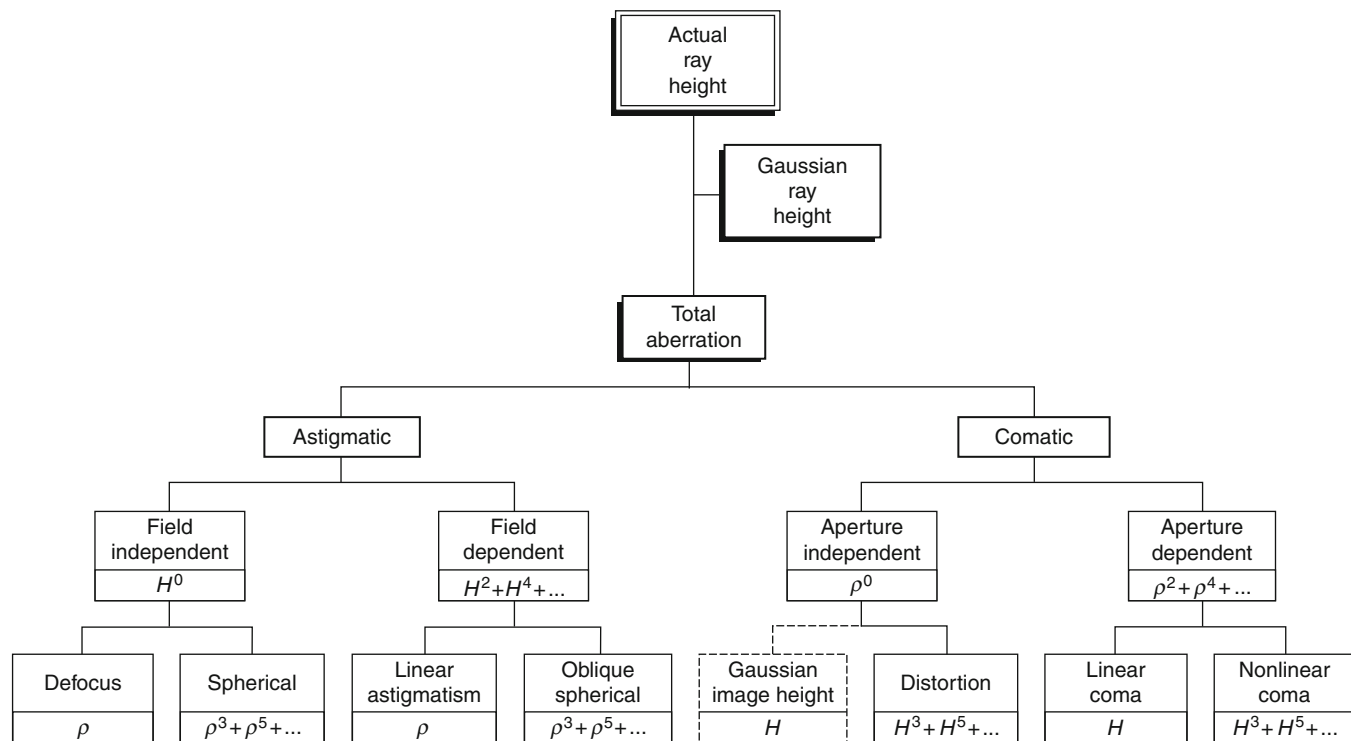 Actual
ray
height
Gaussian
ray
height
Total
aberration
Astigmatic
Comatic
Field
independent
H⁰
Field
dependent
H²+H⁴+...
Aperture
independent
ρ⁰
Aperture
dependent
ρ²+ρ⁴+...
Defocus
ρ
Spherical
ρ³+ρ⁵+...
Linear
astigmatism
ρ
Oblique
spherical
ρ³+ρ⁵+...
Gaussian
image height
H
Distortion
H³+H⁵+...
Linear
coma
H
Nonlinear
coma
H³+H⁵+...